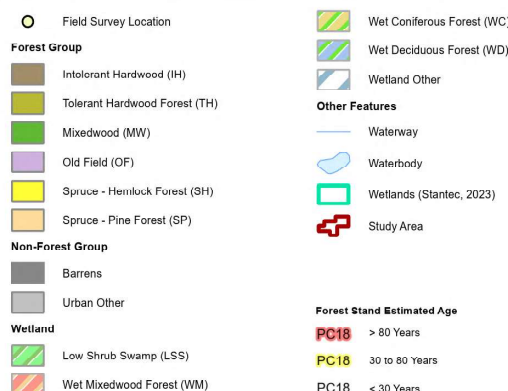 Field Survey Location
Forest Group
Intolerant Hardwood (IH)
Tolerant Hardwood Forest (TH)
Mixedwood (MW)
Old Field (OF)
Spruce - Hemlock Forest (SH)
Spruce - Pine Forest (SP)
Non-Forest Group
Barrens
Urban Other
Wetland
Low Shrub Swamp (LSS)
Wet Mixedwood Forest (WM)
Wet Coniferous Forest (WC)
Wet Deciduous Forest (WD)
Wetland Other
Other Features
Waterway
Waterbody
Wetlands (Stantec, 2023)
Study Area
Forest Stand Estimated Age
PC18 > 80 Years
PC18 30 to 80 Years
PC18 < 30 Years